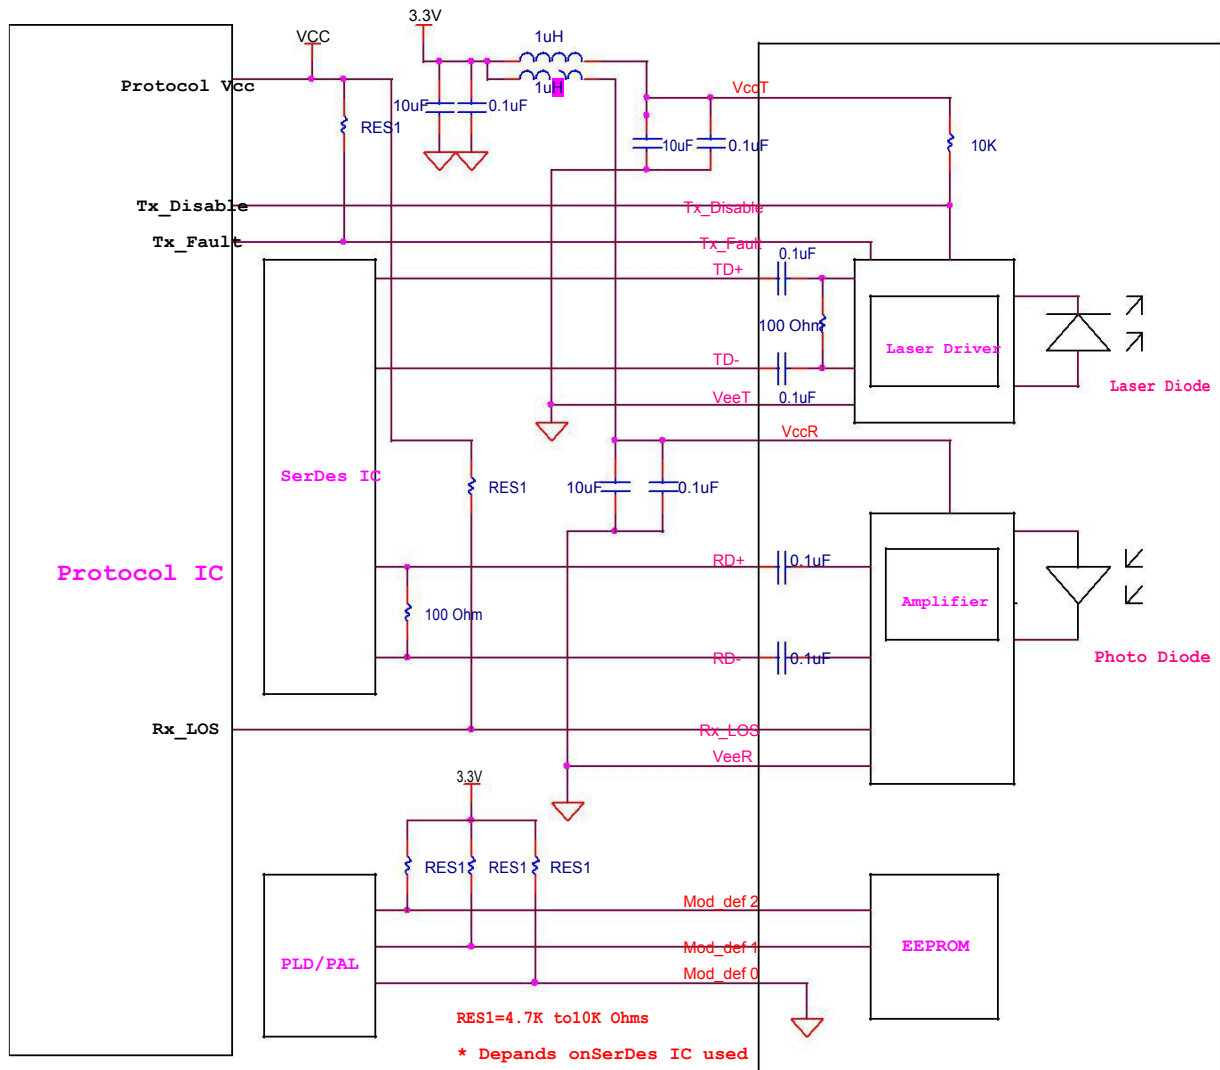 3.3V
VCC
1uH
Protocol Vcc
1uH
VccT
10uF
0.1uF
RES1
10uF
0.1uF
10K
Tx_Disable
Tx_Disable
Tx_Fault
Tx_Fault
0.1uF
TD+
100 Ohm
Laser Driver
TD-
Laser Diode
VeeT
0.1uF
VccR
SerDes IC
RES1
10uF
0.1uF
Protocol IC
RD+
0.1uF
Amplifier
100 Ohm
RD-
0.1uF
Photo Diode
Rx_LOS
Rx_LOS
VeeR
3.3V
RES1
RES1
RES1
Mod_def 2
Mod_def 1
EEPROM
PLD/PAL
Mod_def 0
RES1=4.7K to10K Ohms
* Depands onSerDes IC used